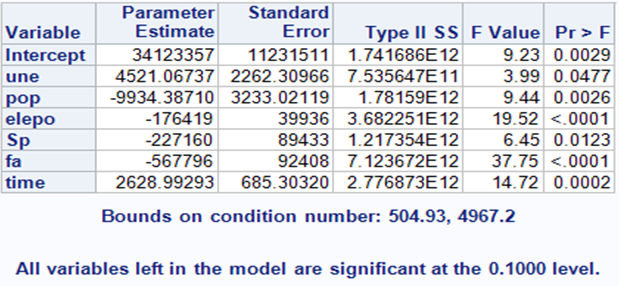 Variable Parameter Estimate Standard Error Type II SS F Value Pr > F
Intercept 34123357 11231511 1.741686E12 9.23 0.0029
une 4521.06737 2262.30966 7.535647E11 3.99 0.0477
pop -9934.38710 3233.02119 1.78159E12 9.44 0.0026
elepo -176419 39936 3.682251E12 19.52 <.0001
Sp -227160 89433 1.217354E12 6.45 0.0123
fa -567796 92408 7.123672E12 37.75 <.0001
time 2628.99293 685.30320 2.776873E12 14.72 0.0002
Bounds on condition number: 504.93, 4967.2
All variables left in the model are significant at the 0.1000 level.